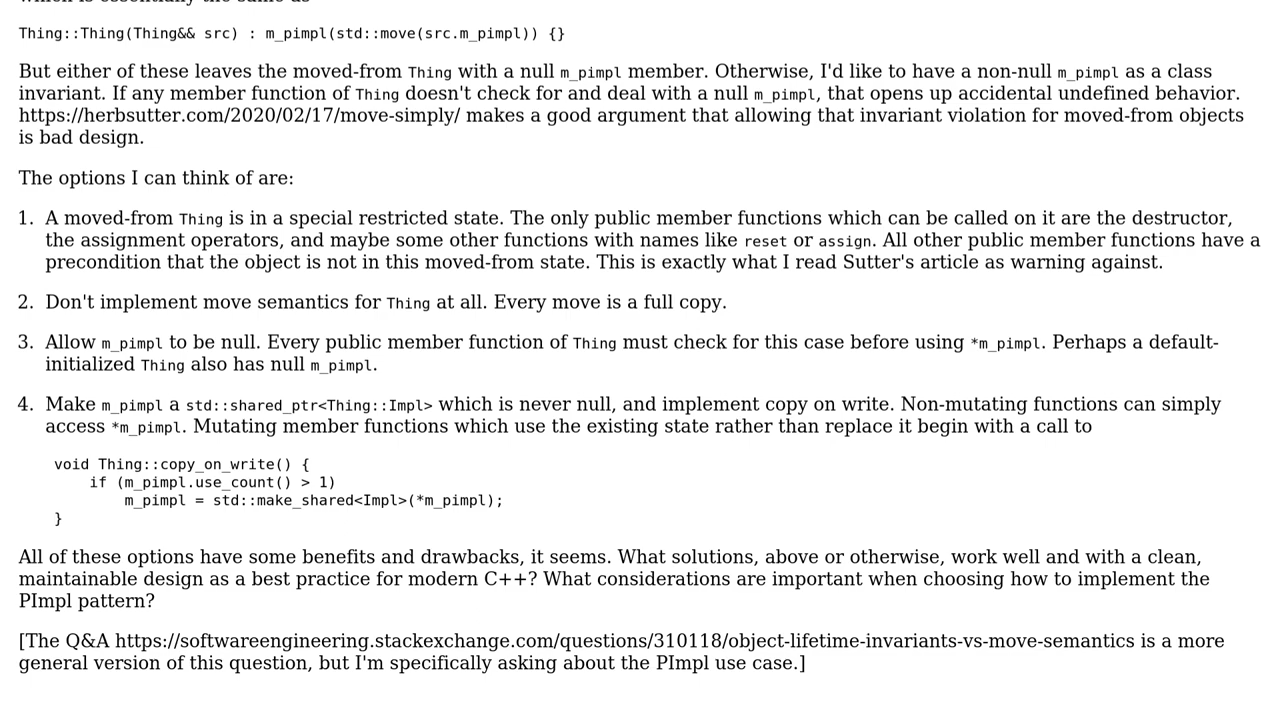 Thing::Thing(Thing&& src) : m_pimpl(std::move(src.m_pimpl)) {}
But either of these leaves the moved-from Thing with a null m_pimpl member. Otherwise, I'd like to have a non-null m_pimpl as a class
invariant. If any member function of Thing doesn't check for and deal with a null m_pimpl, that opens up accidental undefined behavior.
https://herbsutter.com/2020/02/17/move-simply/ makes a good argument that allowing that invariant violation for moved-from objects
is bad design.
The options I can think of are:
1. A moved-from Thing is in a special restricted state. The only public member functions which can be called on it are the destructor,
the assignment operators, and maybe some other functions with names like reset or assign. All other public member functions have a
precondition that the object is not in this moved-from state. This is exactly what I read Sutter's article as warning against.
2. Don't implement move semantics for Thing at all. Every move is a full copy.
3. Allow m_pimpl to be null. Every public member function of Thing must check for this case before using *m_pimpl. Perhaps a default-
initialized Thing also has null m_pimpl.
4. Make m_pimpl a std::shared_ptr<Thing::Impl> which is never null, and implement copy on write. Non-mutating functions can simply
access *m_pimpl. Mutating member functions which use the existing state rather than replace it begin with a call to
void Thing::copy_on_write() {
if (m_pimpl.use_count() > 1)
m_pimpl = std::make_shared<Impl>(*m_pimpl);
}
All of these options have some benefits and drawbacks, it seems. What solutions, above or otherwise, work well and with a clean,
maintainable design as a best practice for modern C++? What considerations are important when choosing how to implement the
PImpl pattern?
[The Q&A https://softwareengineering.stackexchange.com/questions/310118/object-lifetime-invariants-vs-move-semantics is a more
general version of this question, but I'm specifically asking about the PImpl use case.]